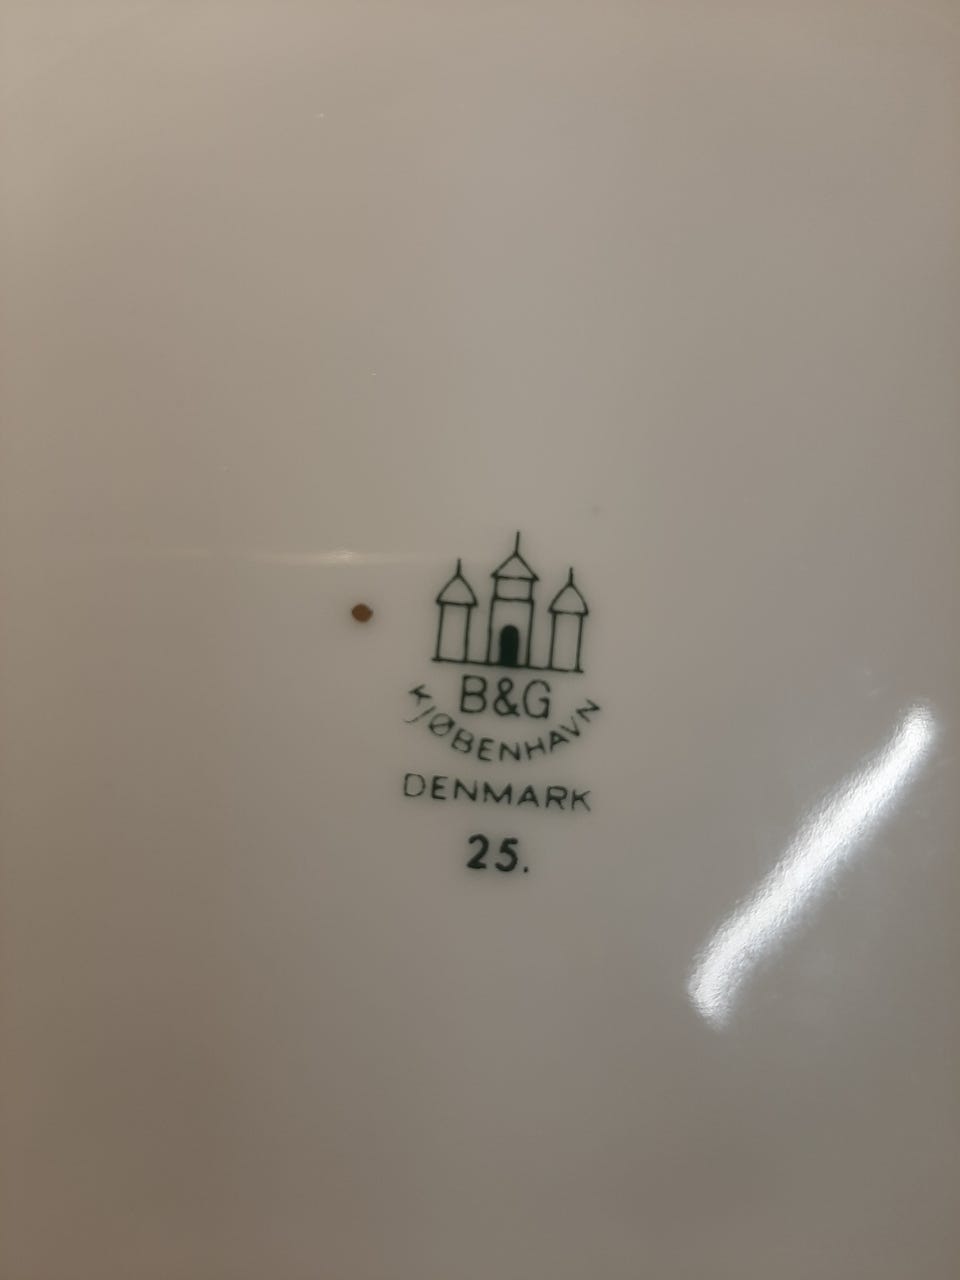 B&G
KJØBENHAVN
DENMARK
25.